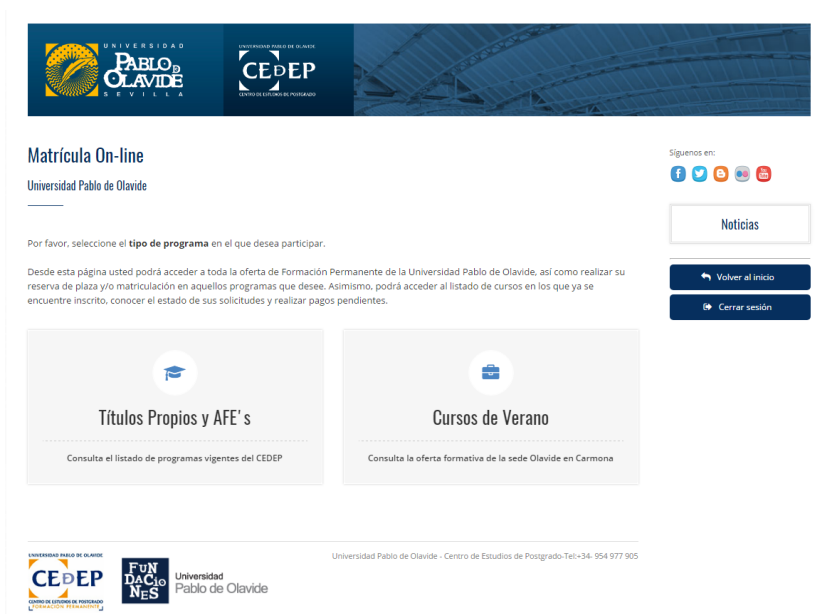 UNIVERSIDAD
PABLO DE
OLAVIDE
SEVILLA
UNIVERSIDAD PABLO DE OLAVIDE
CEDEP
CENTRO DE ESTUDIOS DE POSTGRADO
Matrícula On-line
Universidad Pablo de Olavide
Síguenos en:
Noticias
Por favor, seleccione el tipo de programa en el que desea participar.
Desde esta página usted podrá acceder a toda la oferta de Formación Permanente de la Universidad Pablo de Olavide, así como realizar su
reserva de plaza y/o matriculación en aquellos programas que desee. Asimismo, podrá acceder al listado de cursos en los que ya se
encuentre inscrito, conocer el estado de sus solicitudes y realizar pagos pendientes.
Volver al inicio
Cerrar sesión
Títulos Propios y AFE's
Consulta el listado de programas vigentes del CEDEP
Cursos de Verano
Consulta la oferta formativa de la sede Olavide en Carmona
Universidad Pablo de Olavide - Centro de Estudios de Postgrado-Tel:+34- 954 977 905
UNIVERSIDAD PABLO DE OLAVIDE
CEDEP
CENTRO DE ESTUDIOS DE POSTGRADO
FORMACIÓN PERMANENTE
FUN
DACIO
NES
Universidad
Pablo de Olavide